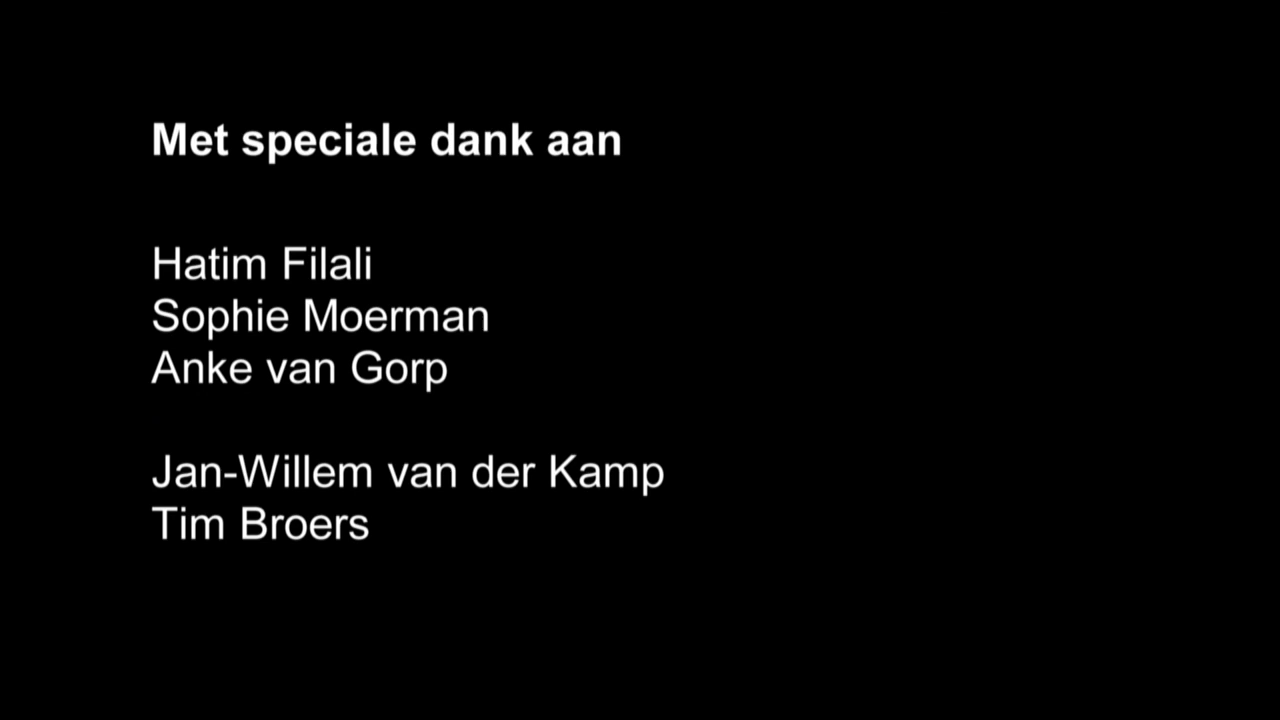 Met speciale dank aan
Hatim Filali
Sophie Moerman
Anke van Gorp
Jan-Willem van der Kamp
Tim Broers